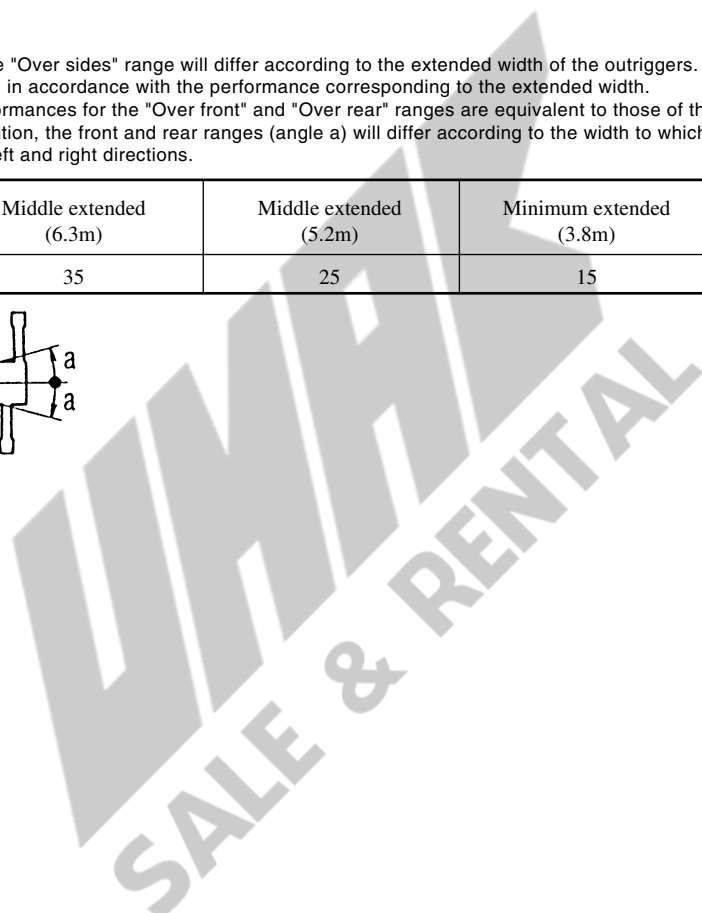 e "Over sides" range will differ according to the extended width of the outriggers.
in accordance with the performance corresponding to the extended width.
ormances for the "Over front" and "Over rear" ranges are equivalent to those of th
ition, the front and rear ranges (angle a) will differ according to the width to which
eft and right directions.
Middle extended Middle extended Minimum extended
(6.3m) (5.2m) (3.8m)
35 25 15
a
a
UMAC
SALE & RENTAL